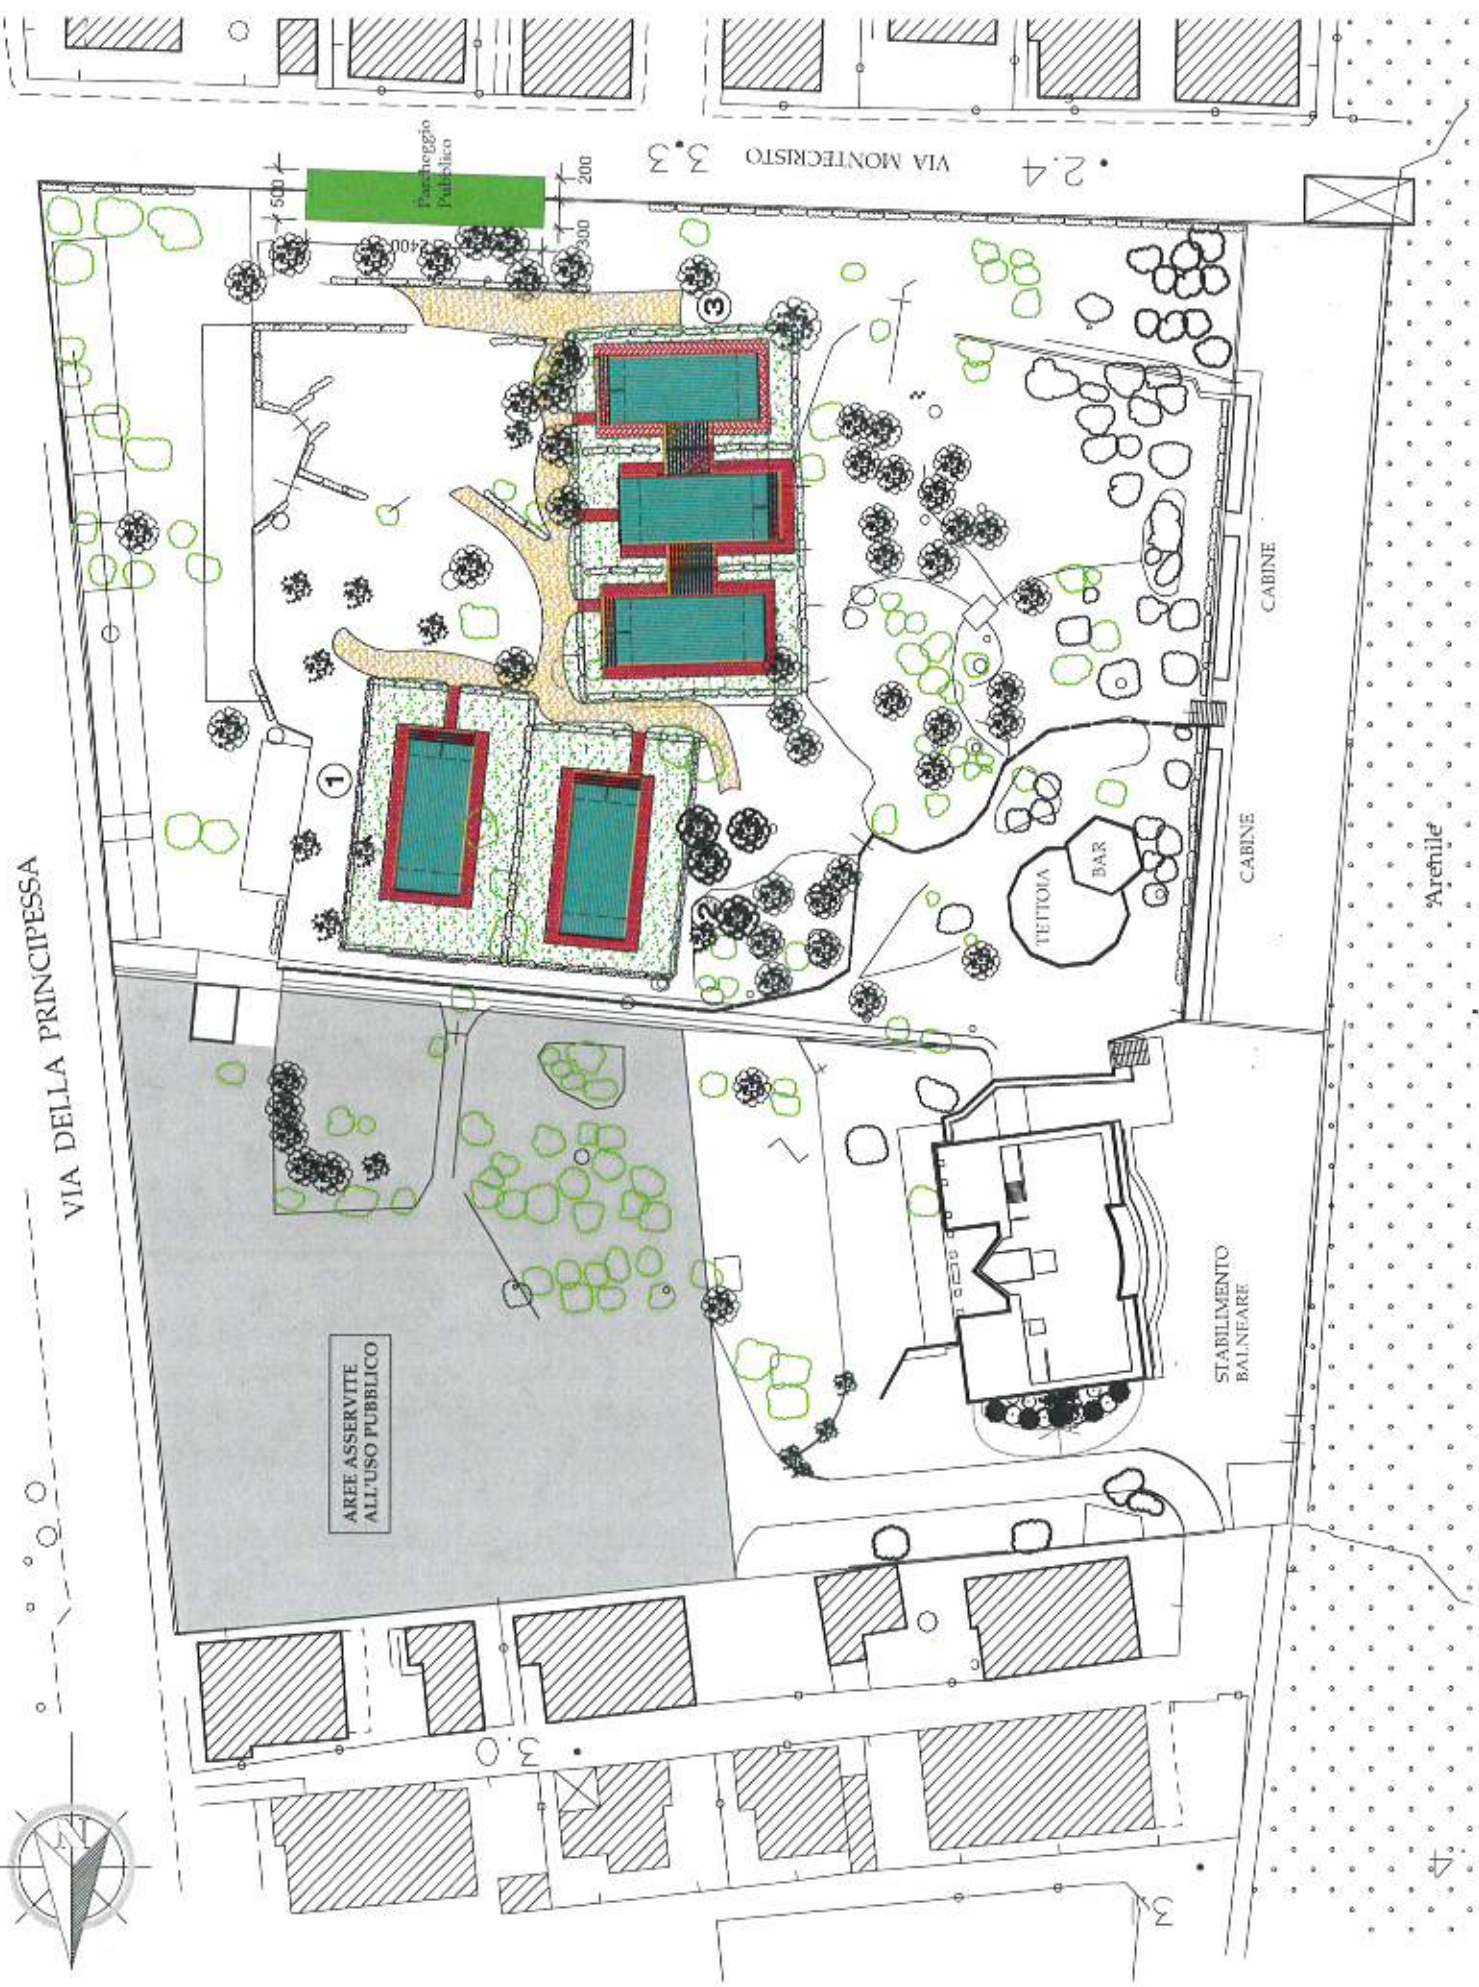 VIA MONTECRISTO
3.3
2.4
Parcheggio
Pubblico
500
200
2400
300
3
1
2
CABINE
CABINE
BAR
TETTOIA
Arenile
VIA DELLA PRINCIPESSA
AREE ASSERVITE
ALL'USO PUBBLICO
STABILIMENTO
BALNEARE
3.0
N
3.
4